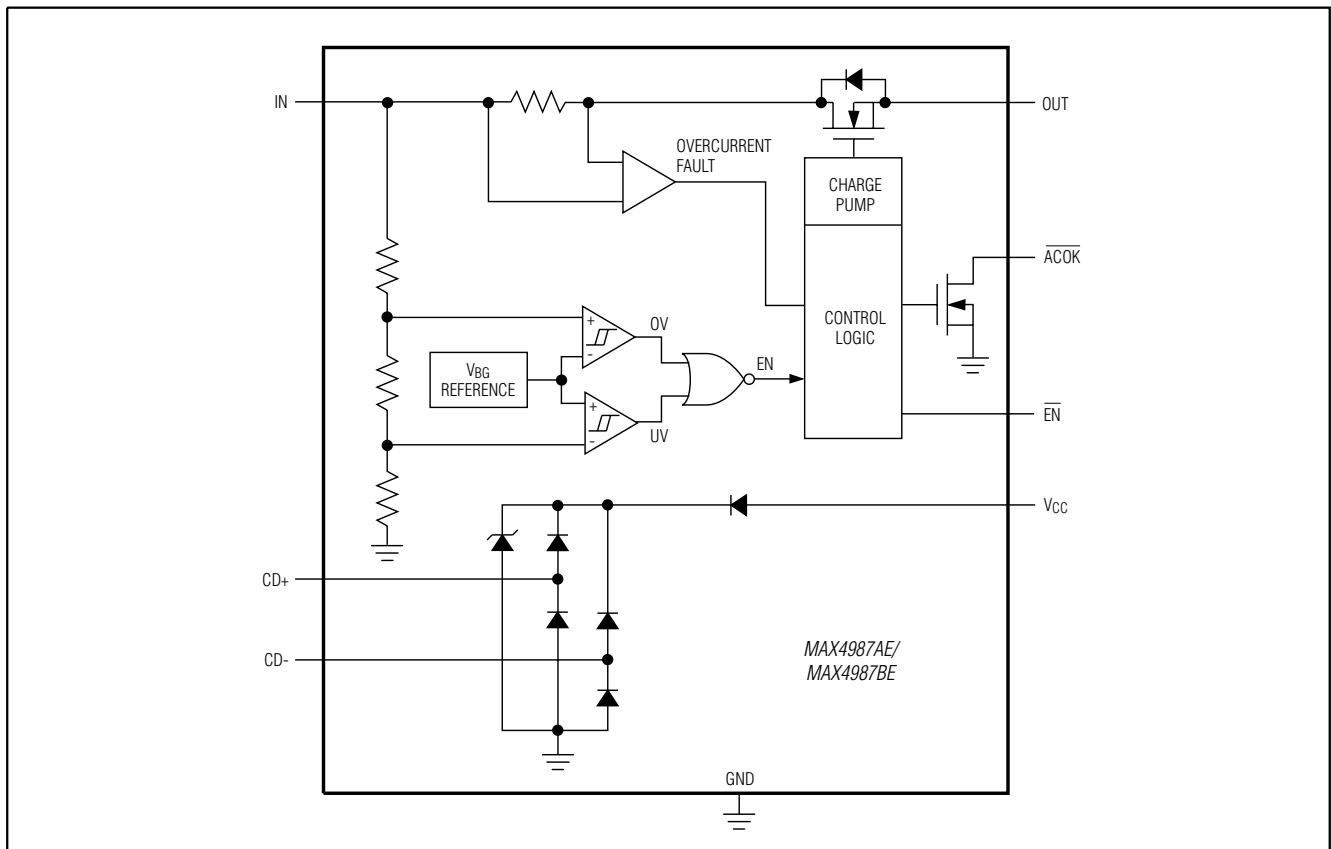 IN
OUT
OVERCURRENT
FAULT
CHARGE
PUMP
ACOK
CONTROL
LOGIC
+
-
OV
VBG
REFERENCE
EN
+
-
UV
EN
VCC
CD+
CD-
MAX4987AE/
MAX4987BE
GND